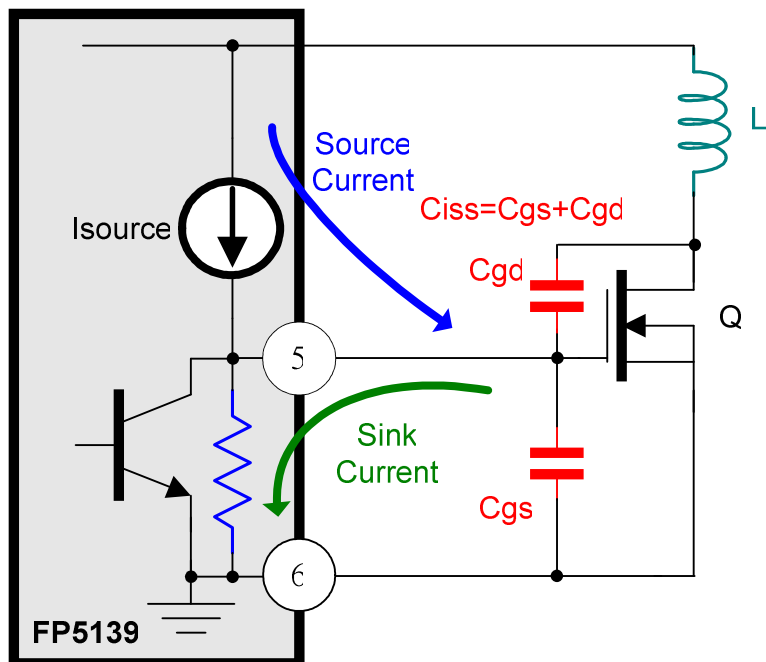 Source
Current
L
Ciss=Cgs+Cgd
Isource
Cgd
Q
5
Sink
Current
Cgs
6
FP5139